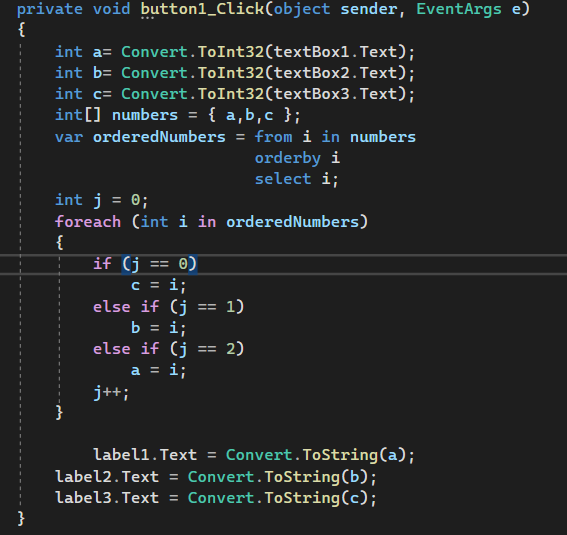 private void button1_Click(object sender, EventArgs e)
{
int a= Convert.ToInt32(textBox1.Text);
int b= Convert.ToInt32(textBox2.Text);
int c= Convert.ToInt32(textBox3.Text);
int[] numbers = { a,b,c };
var orderedNumbers = from i in numbers
orderby i
select i;
int j = 0;
foreach (int i in orderedNumbers)
{
if (j == 0)
c = i;
else if (j == 1)
b = i;
else if (j == 2)
a = i;
j++;
}
label1.Text = Convert.ToString(a);
label2.Text = Convert.ToString(b);
label3.Text = Convert.ToString(c);
}